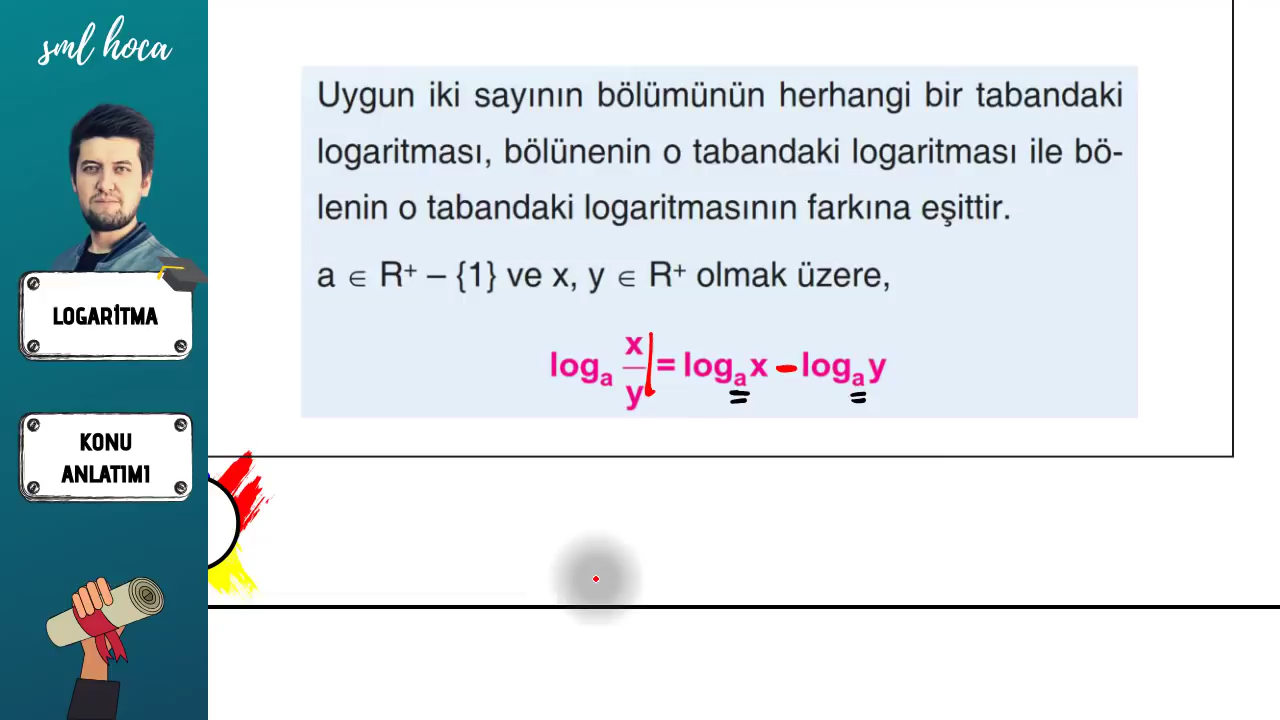 sml hoca
LOGARİTMA
KONU
ANLATIMI
Uygun iki sayının bölümünün herhangi bir tabandaki
logaritması, bölünenin o tabandaki logaritması ile bö-
lenin o tabandaki logaritmasının farkına eşittir.
a ∈ R⁺ – {1} ve x, y ∈ R⁺ olmak üzere,
logₐ x/y = logₐx - logₐy